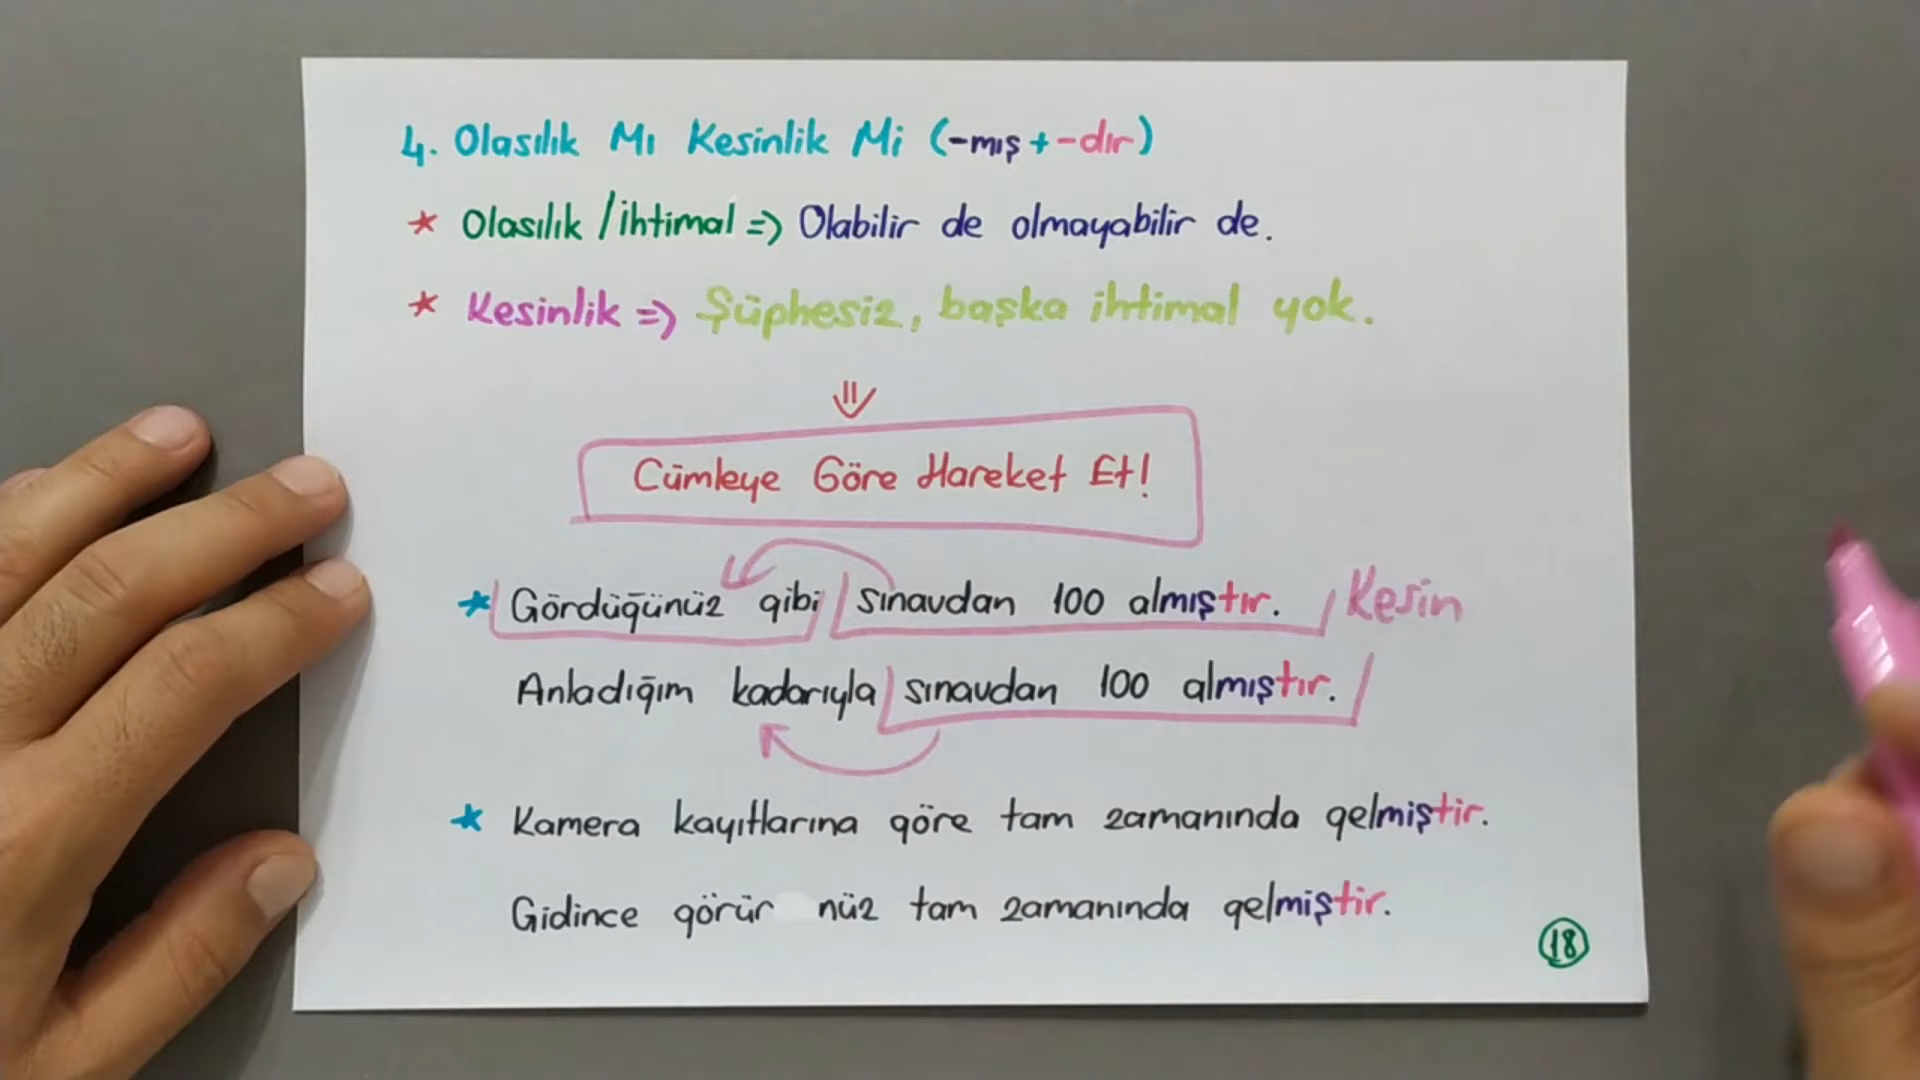 4. Olasılık Mı Kesinlik Mi (-mış + -dır)
* Olasılık / ihtimal => Olabilir de olmayabilir de.
* Kesinlik => Şüphesiz, başka ihtimal yok.
Cümleye Göre Hareket Et!
* Gördüğünüz gibi sınavdan 100 almıştır. Kesin
Anladığım kadarıyla sınavdan 100 almıştır.
* Kamera kayıtlarına göre tam zamanında gelmiştir.
Gidince görür nüz tam zamanında gelmiştir.
18